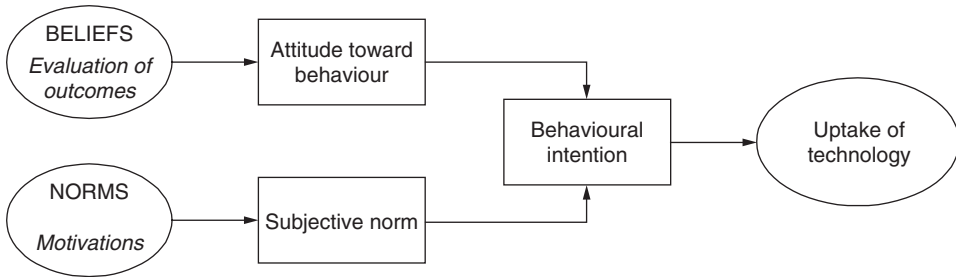 BELIEFS
Evaluation of
outcomes
Attitude toward
behaviour
Behavioural
intention
Uptake of
technology
NORMS
Motivations
Subjective norm